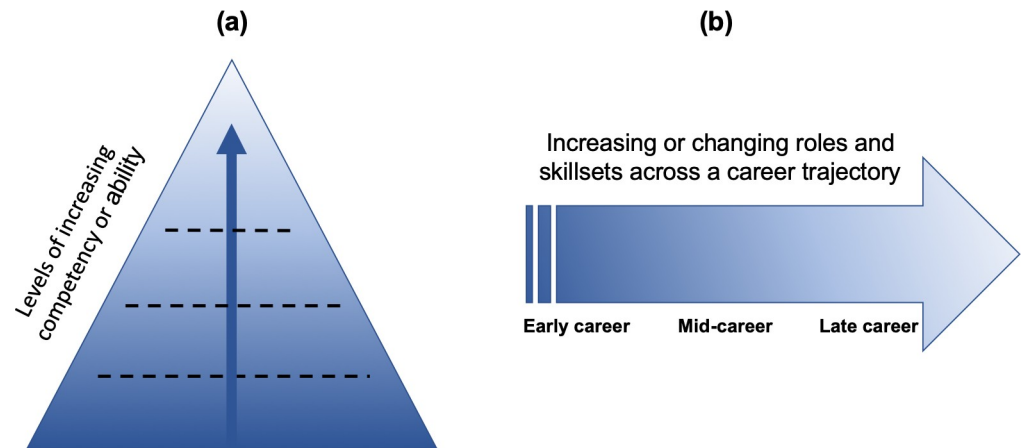 (a)
Levels of increasing
competency or ability
(b)
Increasing or changing roles and
skillsets across a career trajectory
Early career
Mid-career
Late career